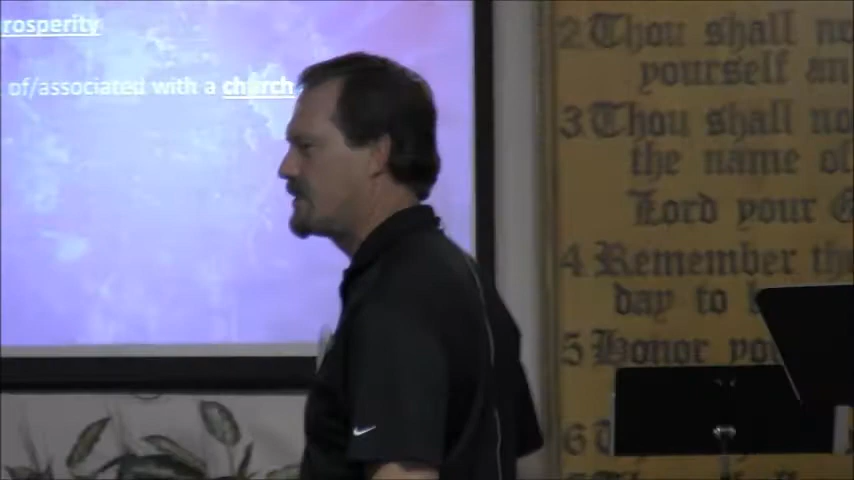 rosperity
of/associated with a church
2 Thou shall no
yourself an
3 Thou shall no
the name o
Lord your G
4 Remember th
day to
5 Honor yo
6